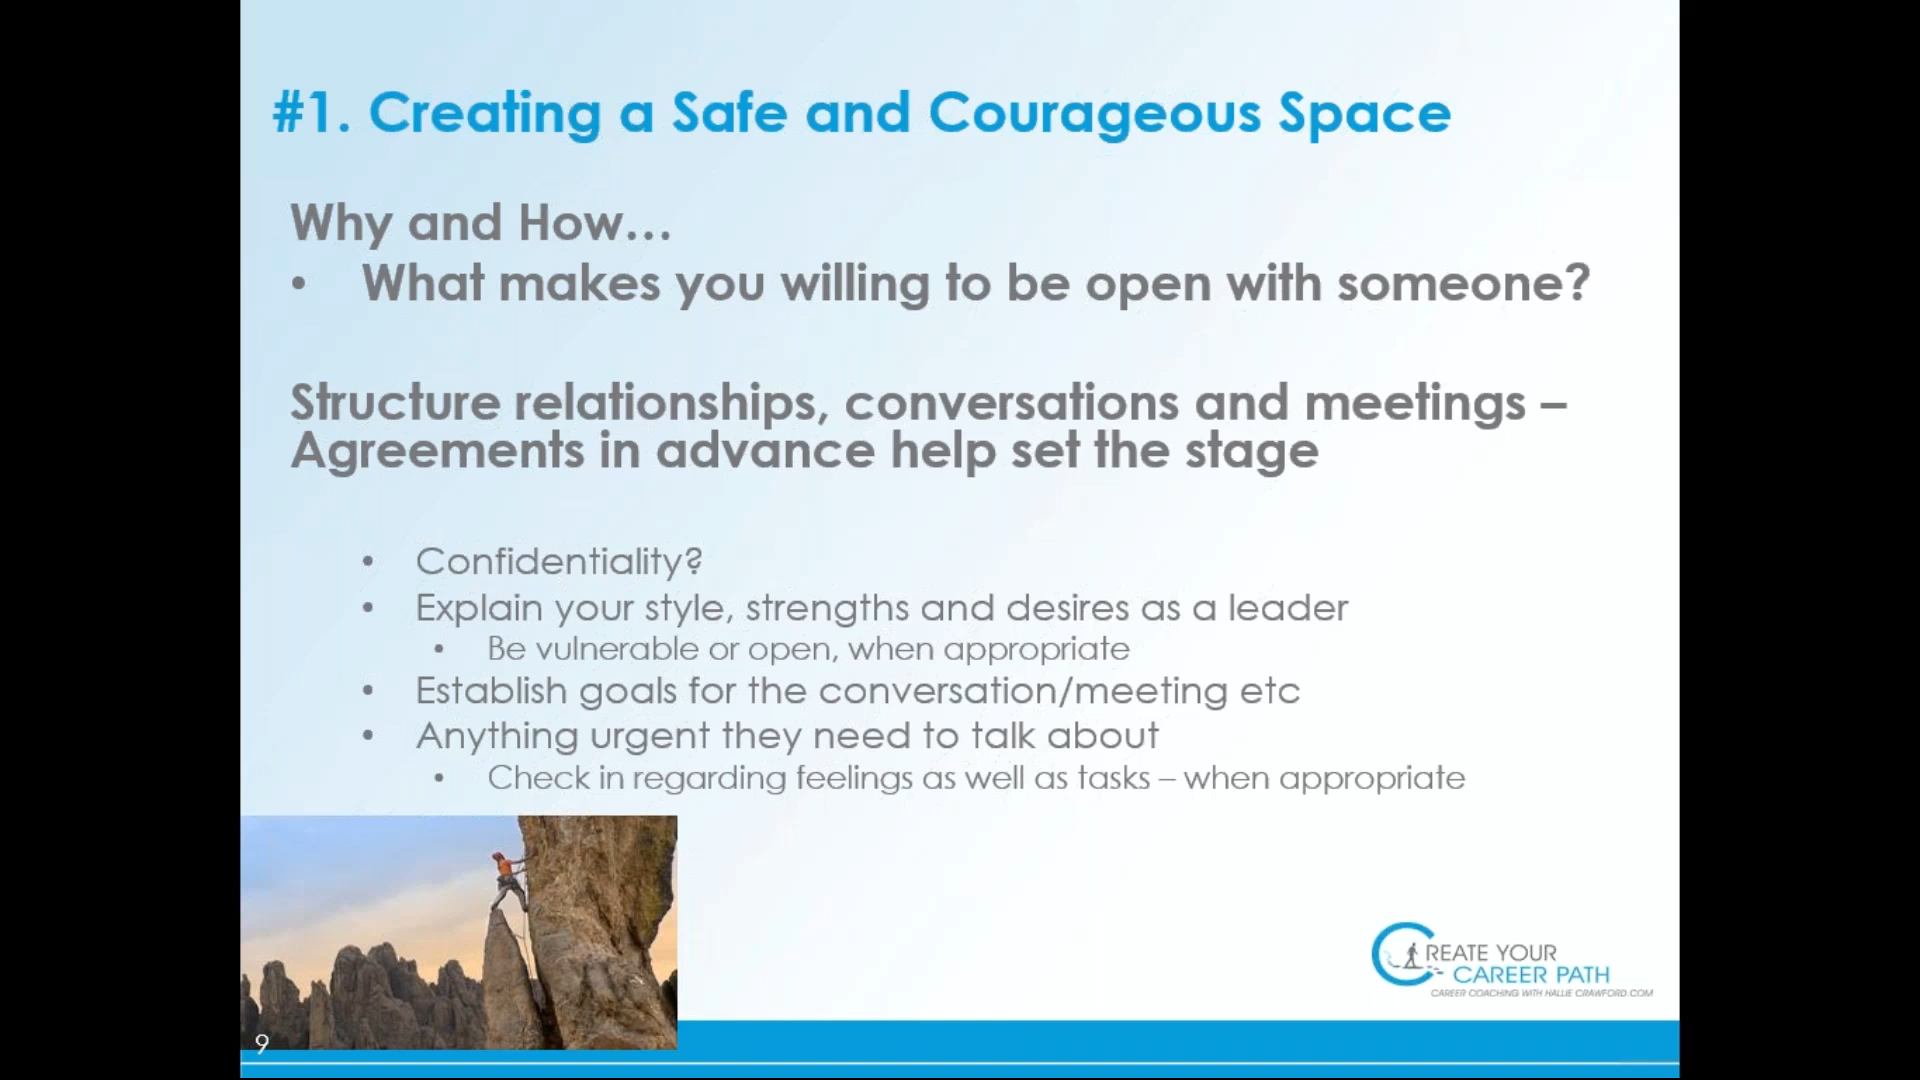 #1. Creating a Safe and Courageous Space
Why and How…
• What makes you willing to be open with someone?
Structure relationships, conversations and meetings –
Agreements in advance help set the stage
• Confidentiality?
• Explain your style, strengths and desires as a leader
• Be vulnerable or open, when appropriate
• Establish goals for the conversation/meeting etc
• Anything urgent they need to talk about
• Check in regarding feelings as well as tasks – when appropriate
CREATE YOUR
CAREER PATH
CAREER COACHING WITH HALLIE CRAWFORD.COM
9